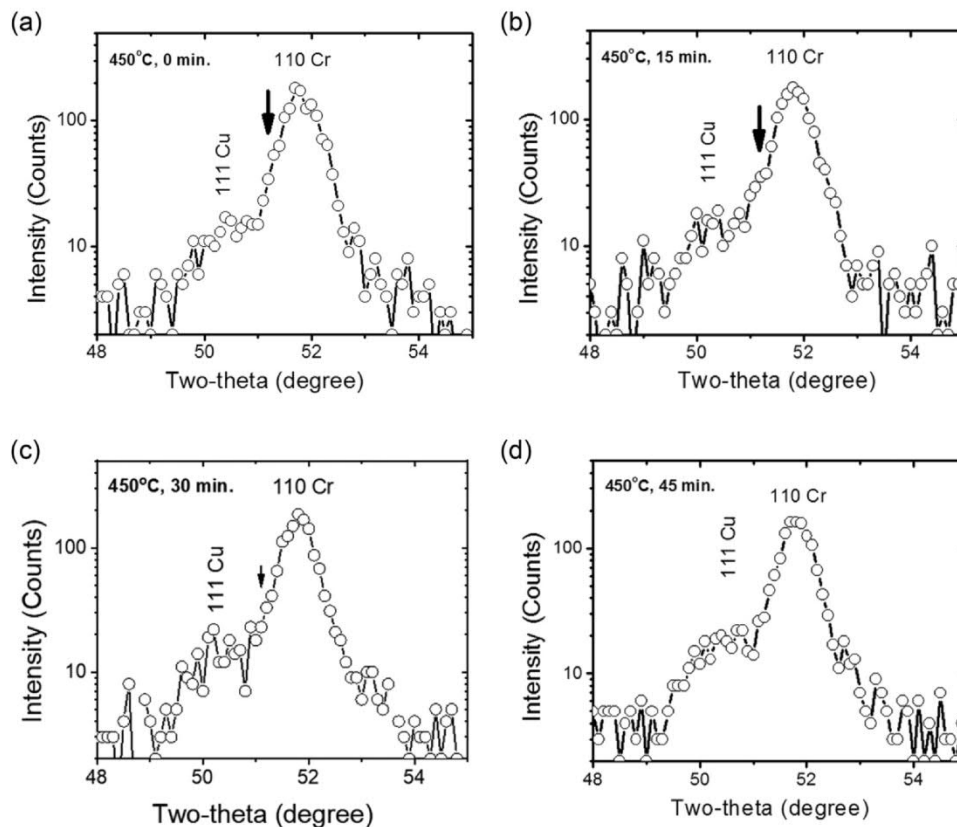 (a)
450°C, 0 min.
110 Cr
111 Cu
100
10
Intensity (Counts)
48
50
52
54
Two-theta (degree)
(b)
450°C, 15 min.
110 Cr
111 Cu
100
10
Intensity (Counts)
48
50
52
54
Two-theta (degree)
(c)
450°C, 30 min.
110 Cr
111 Cu
100
10
Intensity (Counts)
48
50
52
54
Two-theta (degree)
(d)
450°C, 45 min.
110 Cr
111 Cu
100
10
Intensity (Counts)
48
50
52
54
Two-theta (degree)